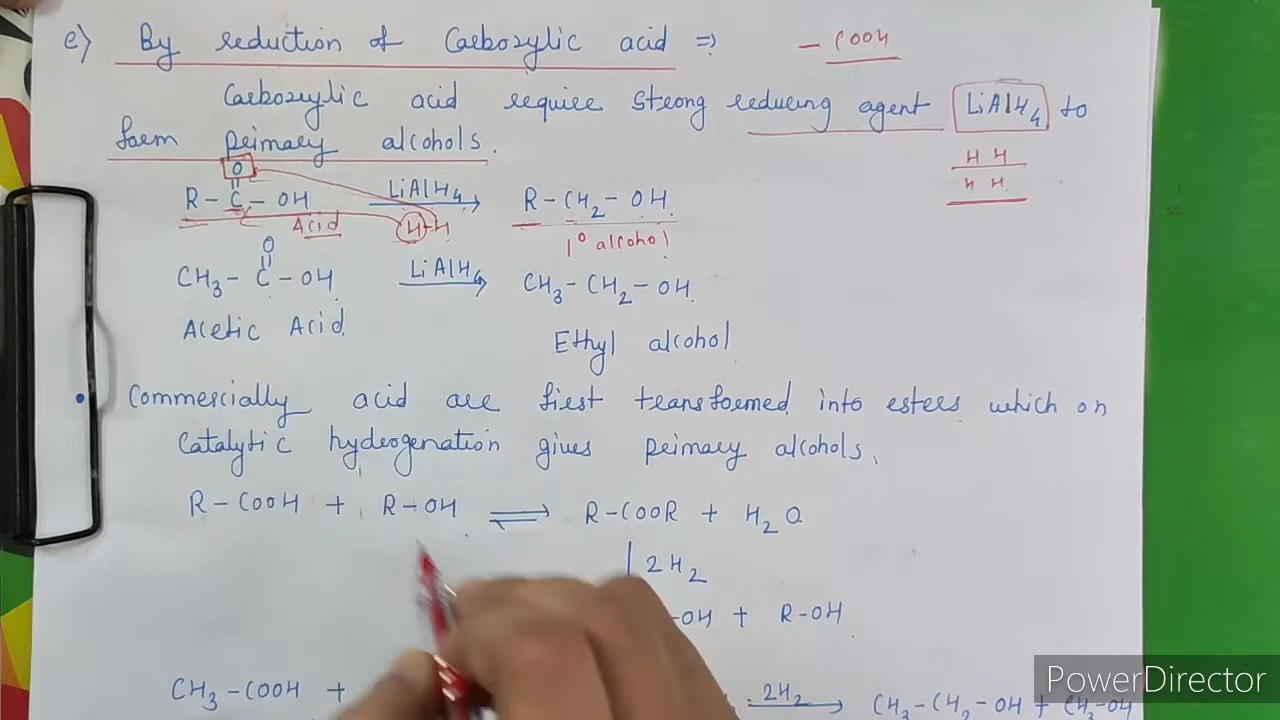 e) By reduction of Carboxylic acid ⇒ - COOH
Carboxylic acid require strong reducing agent LiAlH4 to
form primary alcohols.
H H
H H
O
||
R - C - OH LiAlH4 → R - CH2 - OH
Acid H-H 1° alcohol
O
||
CH3 - C - OH LiAlH4 → CH3 - CH2 - OH.
Acetic Acid. Ethyl alcohol
• Commercially acid are first transformed into esters which on
Catalytic hydrogenation gives primary alcohols.
R - COOH + R - OH ⇌ R - COOR + H2O
| 2H2
-OH + R-OH
CH3 - COOH + 2H2 → CH3 - CH2 - OH + CH3-OH
PowerDirector